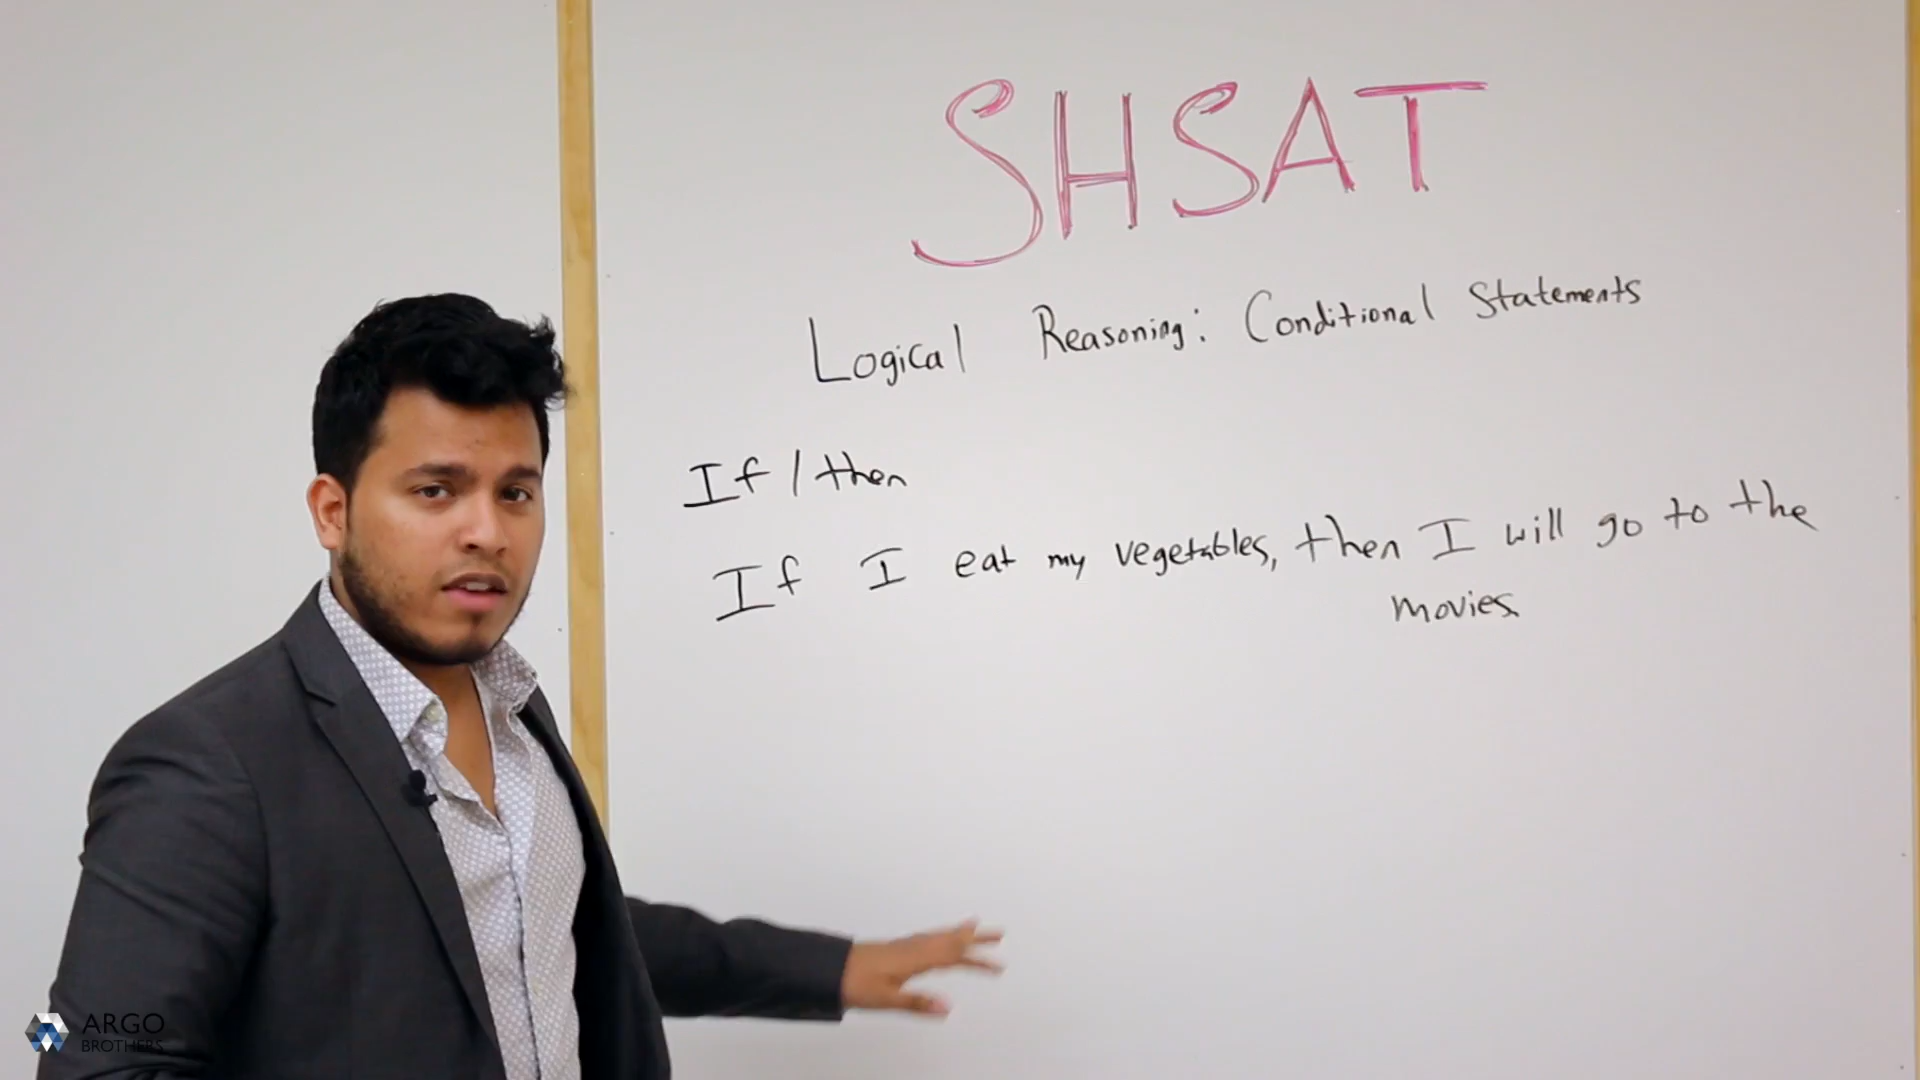 SHSAT
Logical Reasoning: Conditional Statements
If / then
If I eat my vegetables, then I will go to the
movies.
ARGO
BROTHERS